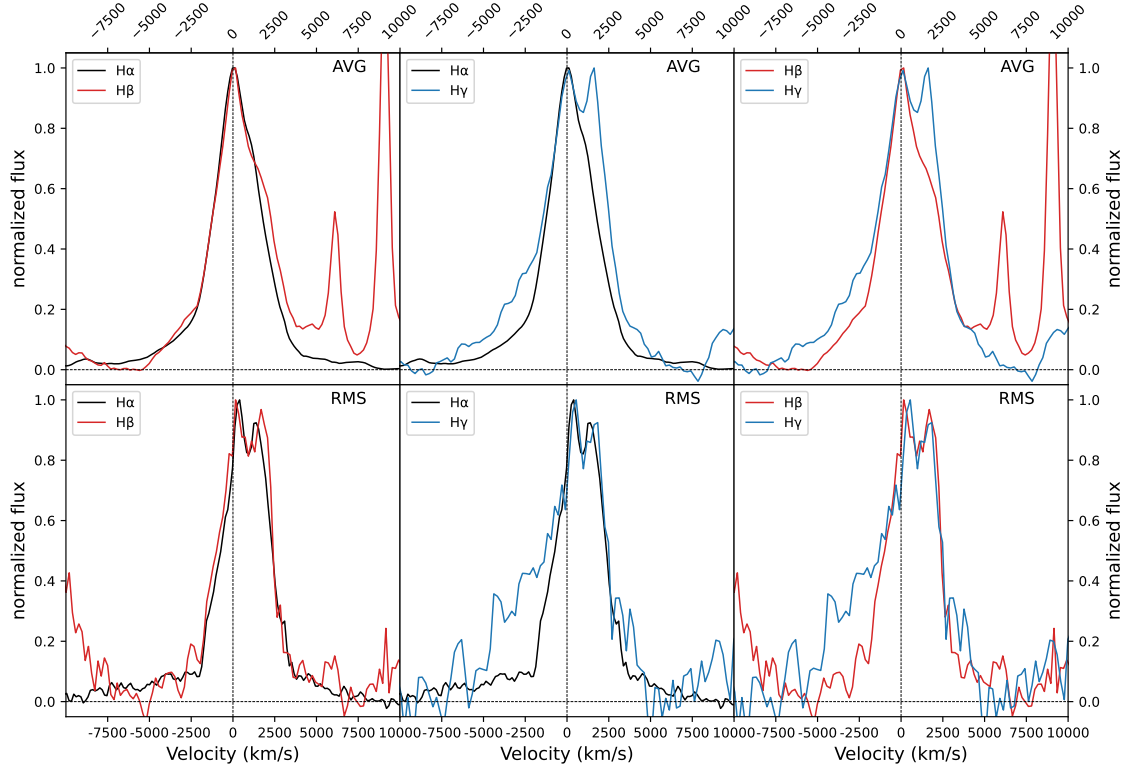 −7500 −5000 −2500 0 2500 5000 7500 10000 −7500 −5000 −2500 0 2500 5000 7500 10000 −7500 −5000 −2500 0 2500 5000 7500 10000
1.0 Hα AVG Hα AVG Hβ AVG 1.0
Hβ Hγ Hγ
0.8 0.8
0.6 0.6
normalized flux normalized flux
0.4 0.4
0.2 0.2
0.0 0.0
1.0 Hα RMS Hα RMS Hβ RMS 1.0
Hβ Hγ Hγ
0.8 0.8
0.6 0.6
normalized flux normalized flux
0.4 0.4
0.2 0.2
0.0 0.0
-7500 -5000 -2500 0 2500 5000 7500 10000 -7500 -5000 -2500 0 2500 5000 7500 10000 -7500 -5000 -2500 0 2500 5000 7500 10000
Velocity (km/s) Velocity (km/s) Velocity (km/s)